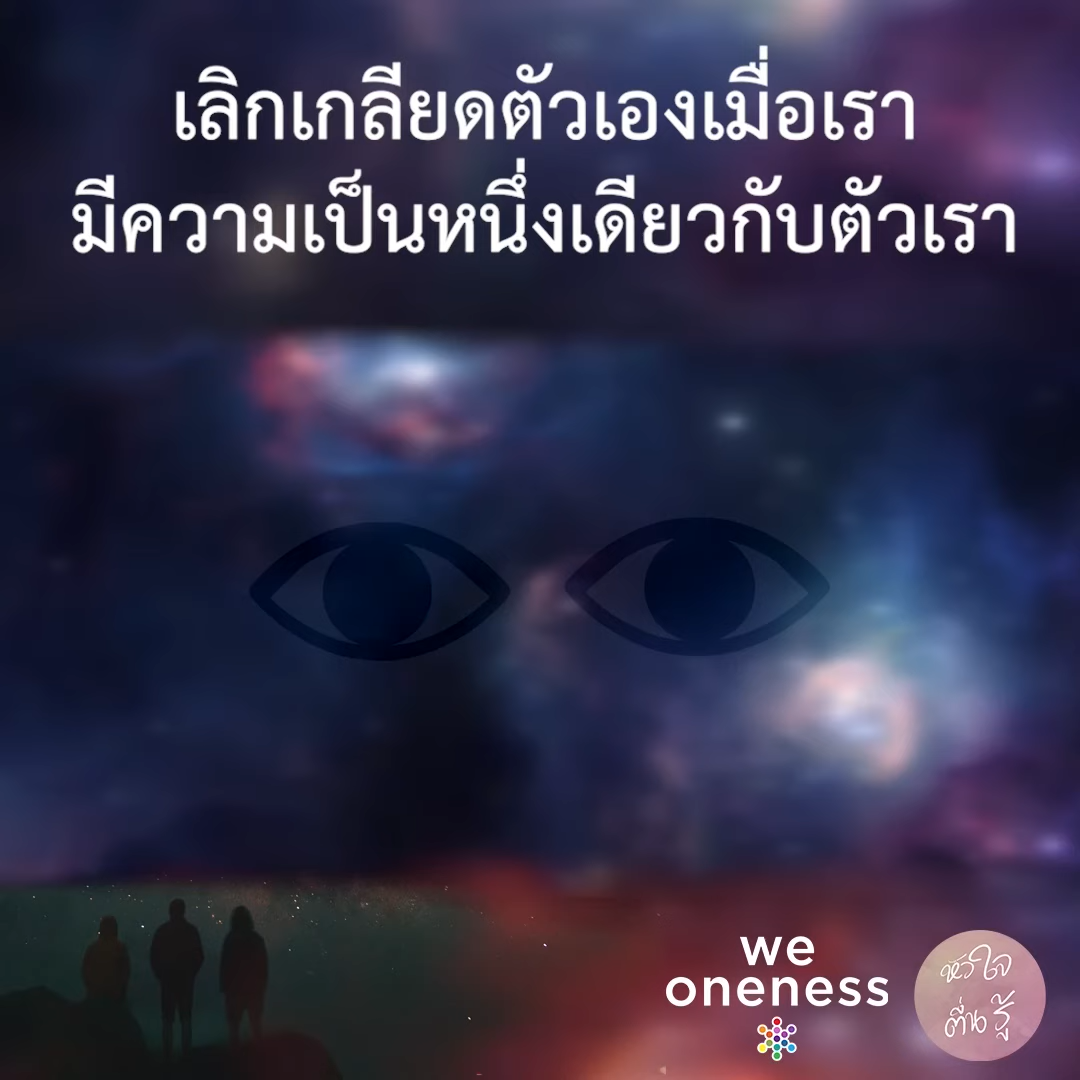 เลิกเกลียดตัวเองเมื่อเรา
มีความเป็นหนึ่งเดียวกับตัวเรา
we
oneness
หัวใจ
ตื่นรู้